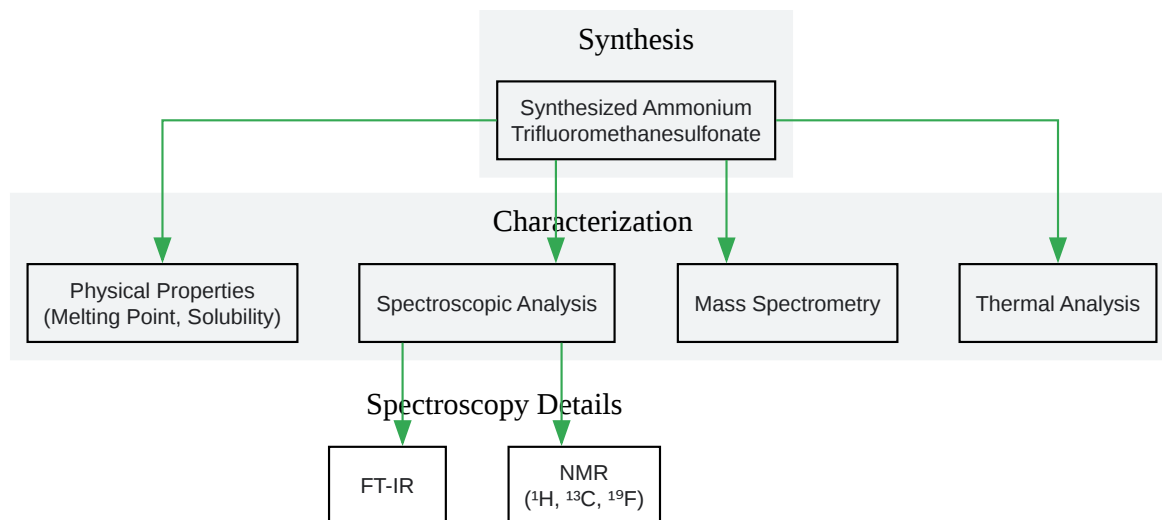 Synthesis
Synthesized Ammonium
Trifluoromethanesulfonate
Characterization
Physical Properties
(Melting Point, Solubility)
Spectroscopic Analysis
Mass Spectrometry
Thermal Analysis
Spectroscopy Details
FT-IR
NMR
(¹H, ¹³C, ¹⁹F)